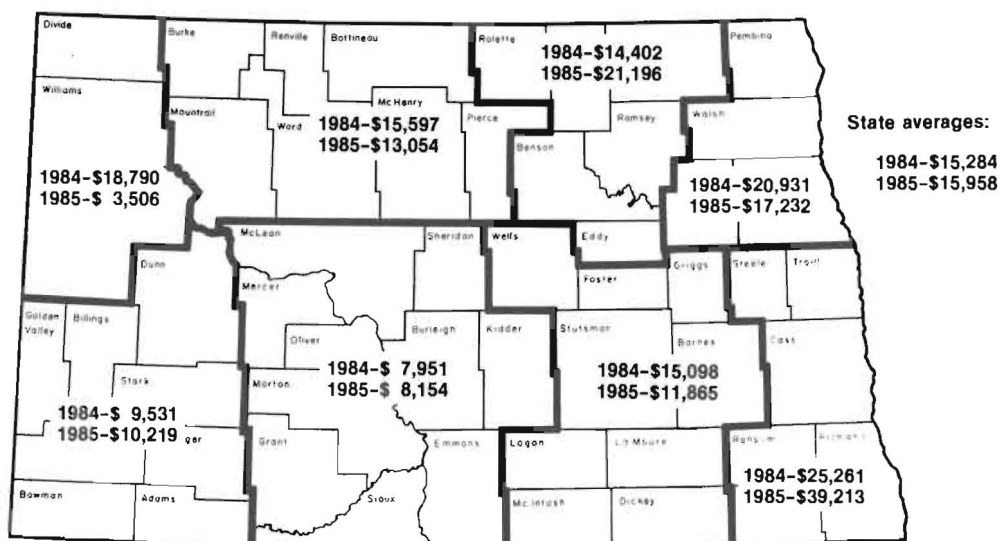 Divide
Burke
Renville
Bottineau
Rolette
1984-$14,402
1985-$21,196
Pembina
Williams
Mountrail
Ward
McHenry
1984-$15,597
1985-$13,054
Pierce
Benson
Ramsey
Walsh
1984-$20,931
1985-$17,232
State averages:
1984-$15,284
1985-$15,958
1984-$18,790
1985-$ 3,506
McLean
Sheridan
Wells
Eddy
Foster
Griggs
Steele
Traill
Dunn
Mercer
Golden
Valley
Billings
Oliver
Burleigh
Kidder
Stutsman
Barnes
Cass
1984-$ 7,951
1985-$ 8,154
1984-$15,098
1985-$11,865
Stark
Morton
1984-$ 9,531
1985-$10,219
ger
Grant
Emmons
Logan
La Moure
Ransom
Richland
1984-$25,261
1985-$39,213
Bowman
Adams
Sioux
McIntosh
Dickey